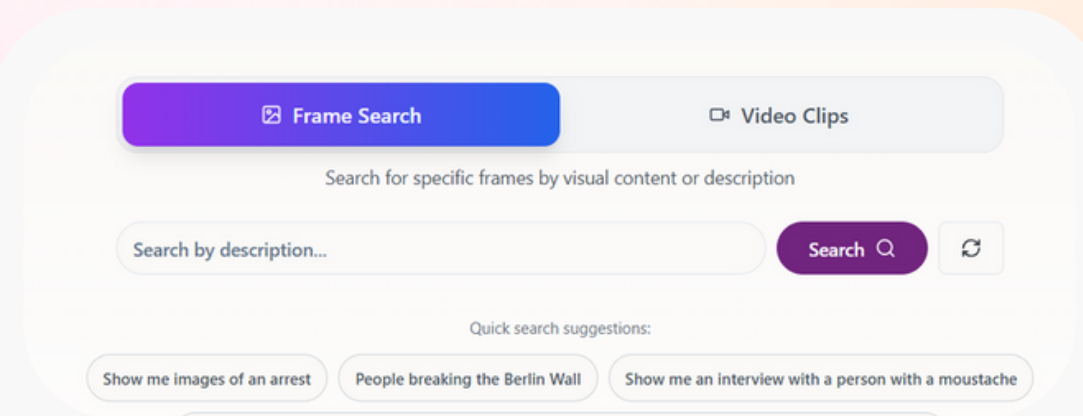 Frame Search
Video Clips
Search for specific frames by visual content or description
Search by description...
Search
Quick search suggestions:
Show me images of an arrest
People breaking the Berlin Wall
Show me an interview with a person with a moustache